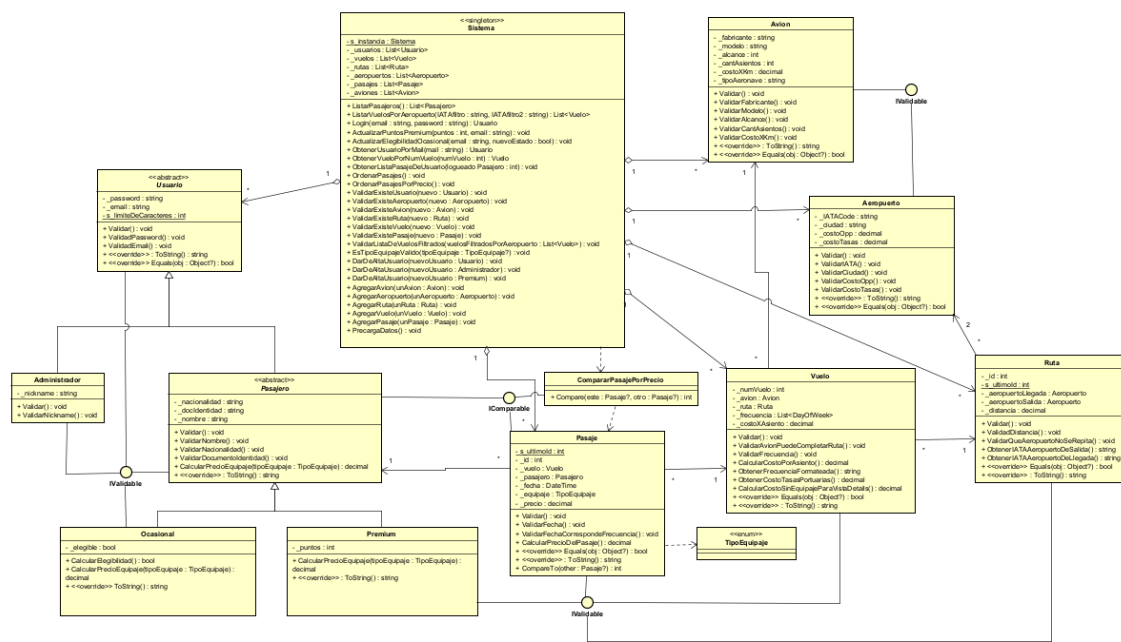 <<singleton>>
Sistema
- s_instancia : Sistema
- _usuarios : List<Usuario>
- _vuelos : List<Vuelo>
- _rutas : List<Ruta>
- _aeropuertos : List<Aeropuerto>
- _pasajes : List<Pasaje>
- _aviones : List<Avion>
+ ListarPasajeros() : List<Pasajero>
+ ListarVuelosPorAeropuerto(IATAfiltro : string, IATAfiltro2 : string) : List<Vuelo>
+ Login(email : string, password : string) : Usuario
+ ActualizarPuntosPremium(puntos : int, email : string) : void
+ ActualizarElegibilidadOcasional(email : string, nuevoEstado : bool) : void
+ ObtenerUsuarioPorMail(mail : string) : Usuario
+ ObtenerVueloPorNumVuelo(numVuelo : int) : Vuelo
+ ObtenerListaPasajeDeUsuario(logueado Pasajero : int) : void
+ OrdenarPasajes() : void
+ OrdenarPasajesPorPrecio() : void
+ ValidarExisteUsuario(nuevo : Usuario) : void
+ ValidarExisteAeropuerto(nuevo : Aeropuerto) : void
+ ValidarExisteAvion(nuevo : Avion) : void
+ ValidarExisteRuta(nuevo : Ruta) : void
+ ValidarExisteVuelo(nuevo : Vuelo) : void
+ ValidarExistePasaje(nuevo : Pasaje) : void
+ ValidarListaDeVuelosFiltrados(vuelosFiltradosPorAeropuerto : List<Vuelo>) : void
+ EsTipoEquipajeValido(tipoEquipaje : TipoEquipaje?) : void
+ DarDeAltaUsuario(nuevoUsuario : Usuario) : void
+ DarDeAltaUsuario(nuevoUsuario : Administrador) : void
+ DarDeAltaUsuario(nuevoUsuario : Premium) : void
+ AgregarAvion(unAvion : Avion) : void
+ AgregarAeropuerto(unAeropuerto : Aeropuerto) : void
+ AgregarRuta(unRuta : Ruta) : void
+ AgregarVuelo(unVuelo : Vuelo) : void
+ AgregarPasaje(unPasaje : Pasaje) : void
+ PrecargaDatos() : void
Avion
- _fabricante : string
- _modelo : string
- _alcance : int
- _cantAsientos : int
- _costoXKm : decimal
- _tipoAeronave : string
+ Validar() : void
+ ValidarFabricante() : void
+ ValidarModelo() : void
+ ValidarAlcance() : void
+ ValidarCantAsientos() : void
+ ValidarCostoXKm() : void
+ <<override>> : ToString() : string
+ <<override>> Equals(obj : Object?) : bool
IValidable
<<abstract>>
Usuario
- _password : string
- _email : string
- s_limiteDeCaracteres : int
+ Validar() : void
+ ValidadPassword() : void
+ ValidadEmail() : void
+ <<override>> : ToString() : string
+ <<override>> Equals(obj : Object?) : bool
Aeropuerto
- _IATACode : string
- _ciudad : string
- _costoOpp : decimal
- _costoTasas : decimal
+ Validar() : void
+ ValidarIATA() : void
+ ValidarCiudad() : void
+ ValidarCostoOpp() : void
+ ValidarCostoTasas() : void
+ <<override>> : ToString() : string
+ <<override>> Equals(obj : Object?) : bool
1
*
1
*
1
*
1
1
1
*
1
*
2
*
Administrador
- _nickname : string
+ Validar() : void
+ ValidarNickname() : void
<<abstract>>
Pasajero
- _nacionalidad : string
- _docIdentidad : string
- _nombre : string
+ Validar() : void
+ ValidarNombre() : void
+ ValidarNacionalidad() : void
+ ValidarDocumentoIdentidad() : void
+ CalcularPrecioEquipaje(tipoEquipaje : TipoEquipaje) : decimal
+ <<override>> : ToString() : string
CompararPasajePorPrecio
+ Compare(este : Pasaje?, otro : Pasaje?) : int
IComparable
Vuelo
- _numVuelo : int
- _avion : Avion
- _ruta : Ruta
- _frecuencia : List<DayOfWeek>
- _costoXAsiento : decimal
+ Validar() : void
+ ValidarAvionPuedeCompletarRuta() : void
+ ValidarFrecuencia() : void
+ CalcularCostoPorAsiento() : decimal
+ ObtenerFrecuenciaFormateada() : string
+ ObtenerCostoTasasPortuarias() : decimal
+ CalcularCostoSinEquipajeParaVistaDetails() : decimal
+ <<override>> Equals(obj : Object?) : bool
+ <<override>> : ToString() : string
Ruta
- _id : int
- s_ultimoId : int
- _aeropuertoLlegada : Aeropuerto
- _aeropuertoSalida : Aeropuerto
- _distancia : decimal
+ Validar() : void
+ ValidadDistancia() : void
+ ValidarQueAeropuertoNoSeRepita() : void
+ ObtenerIATAAeropuertoDeSalida() : string
+ ObtenerIATAAeropuertoDeLlegada() : string
+ <<override>> Equals(obj : Object?) : bool
+ <<override>> : ToString() : string
Pasaje
- s_ultimoId : int
- _id : int
- _vuelo : Vuelo
- _pasajero : Pasajero
- _fecha : DateTime
- _equipaje : TipoEquipaje
- _precio : decimal
+ Validar() : void
+ ValidarFecha() : void
+ ValidarFechaCorrespondeFrecuencia() : void
+ CalcularPrecioDelPasaje() : decimal
+ <<override>> Equals(obj : Object?) : bool
+ <<override>> : ToString() : string
+ CompareTo(other : Pasaje?) : int
1
*
*
1
*
1
IValidable
<<enum>>
TipoEquipaje
Ocasional
- _elegible : bool
+ CalcularElegibilidad() : bool
+ CalcularPrecioEquipaje(tipoEquipaje : TipoEquipaje) :
decimal
+ <<override>> ToString() : string
Premium
- _puntos : int
+ CalcularPrecioEquipaje(tipoEquipaje : TipoEquipaje) :
decimal
+ <<override>> : ToString() : string
IValidable